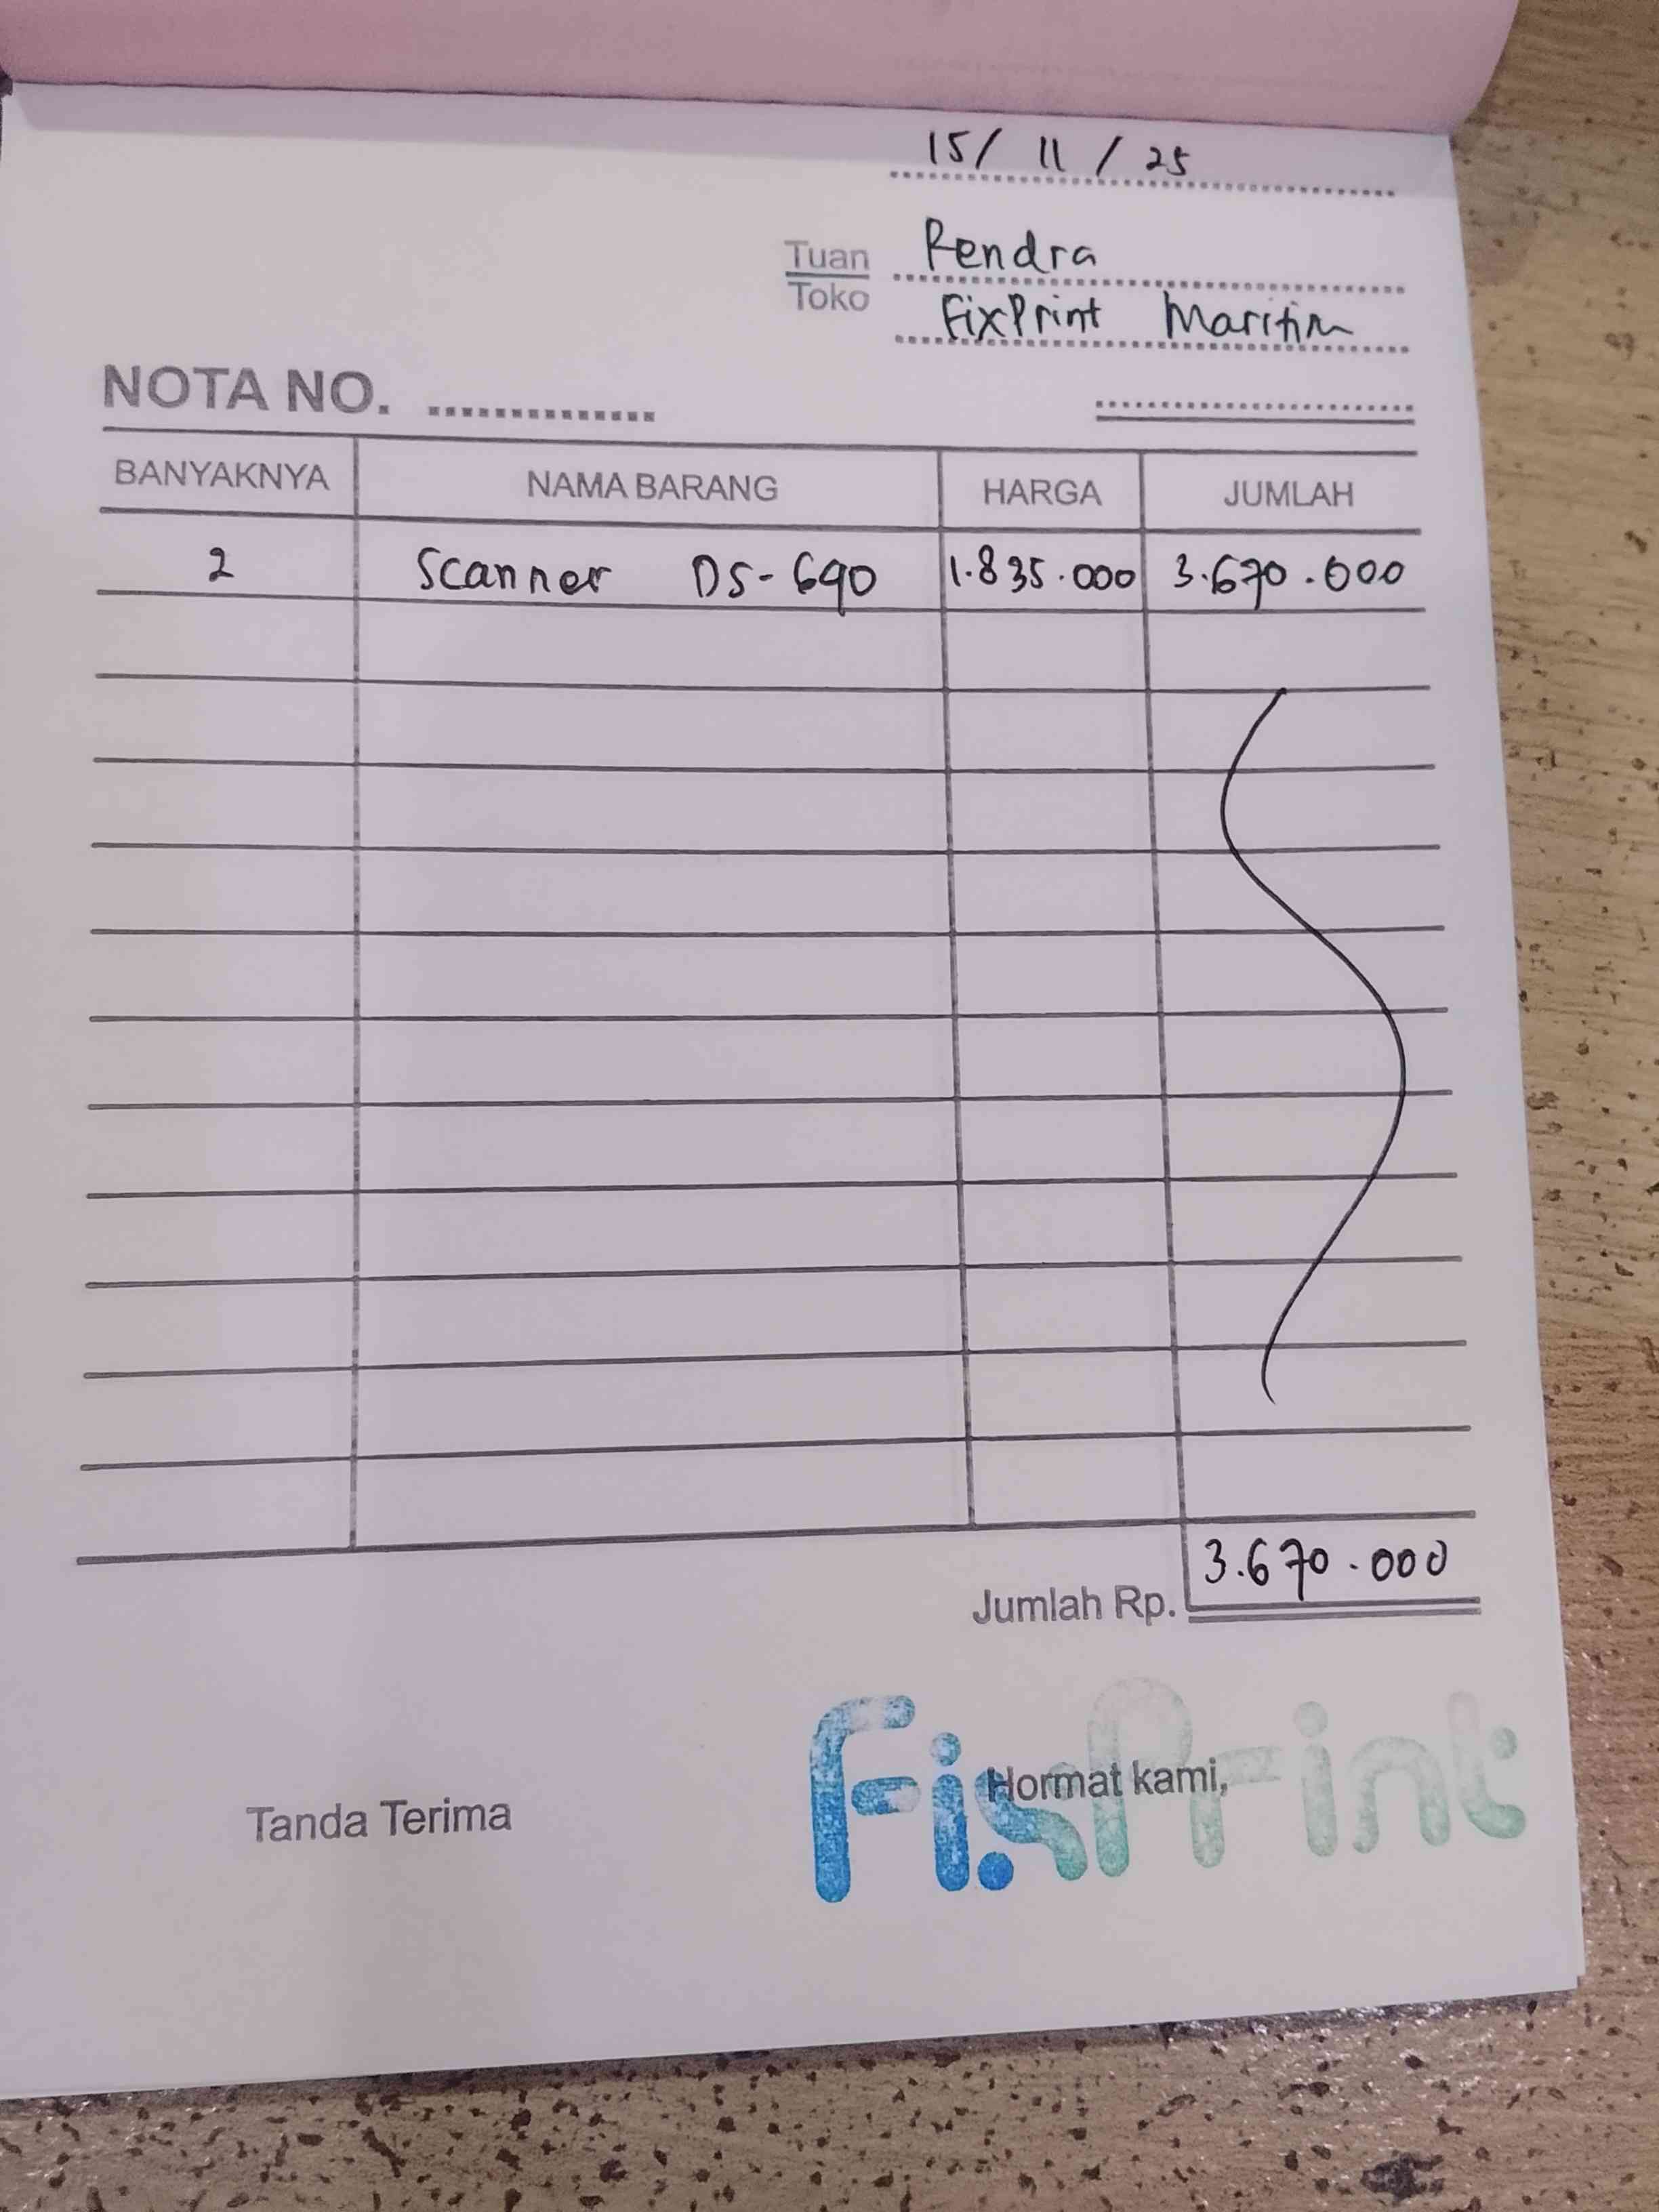 15/ 11 / 25
Tuan Rendra
Toko FixPrint Maritim
NOTA NO. ...............
BANYAKNYA NAMA BARANG HARGA JUMLAH
2 Scanner DS-690 1.835.000 3.670.000
Jumlah Rp. 3.670.000
Tanda Terima Hormat kami,
FixPrint